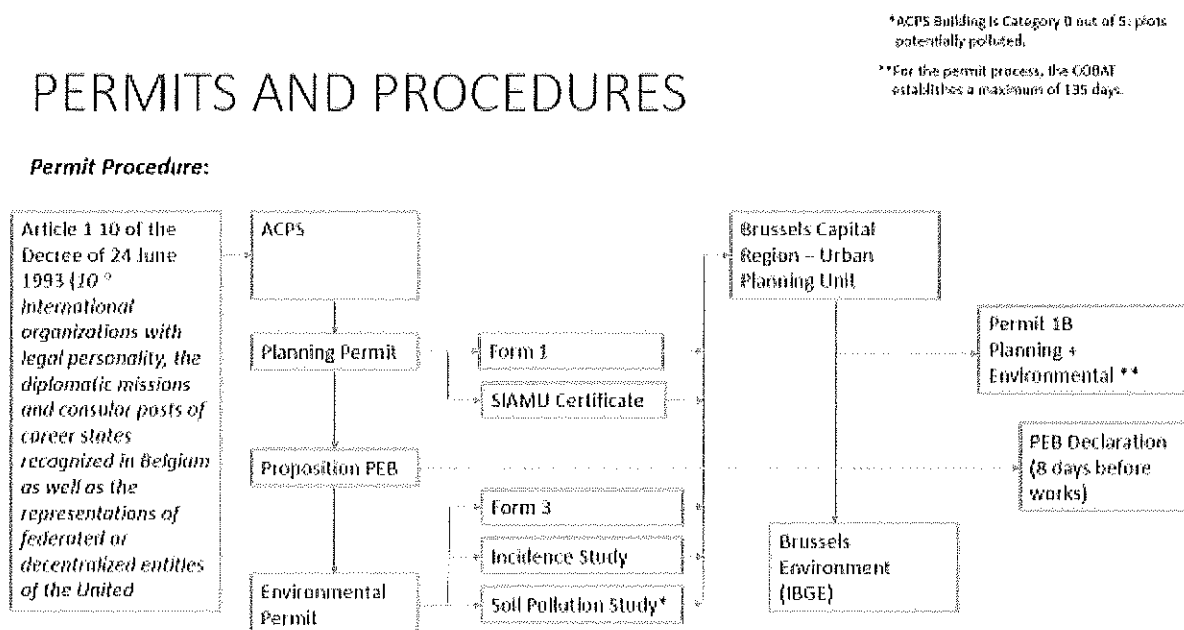 *ACPS Building is Category 0 out of 5: plots
potentially polluted.
**For the permit process, the COBAT
establishes a maximum of 135 days.
PERMITS AND PROCEDURES
Permit Procedure:
Article 1 10 of the
Decree of 24 June
1993 (10 °
International
organizations with
legal personality, the
diplomatic missions
and consular posts of
career states
recognized in Belgium
as well as the
representations of
federated or
decentralized entities
of the United
ACPS
Planning Permit
Proposition PEB
Environmental
Permit
Form 1
SIAMU Certificate
Form 3
Incidence Study
Soil Pollution Study*
Brussels Capital
Region – Urban
Planning Unit
Permit 1B
Planning +
Environmental **
PEB Declaration
(8 days before
works)
Brussels
Environment
(IBGE)